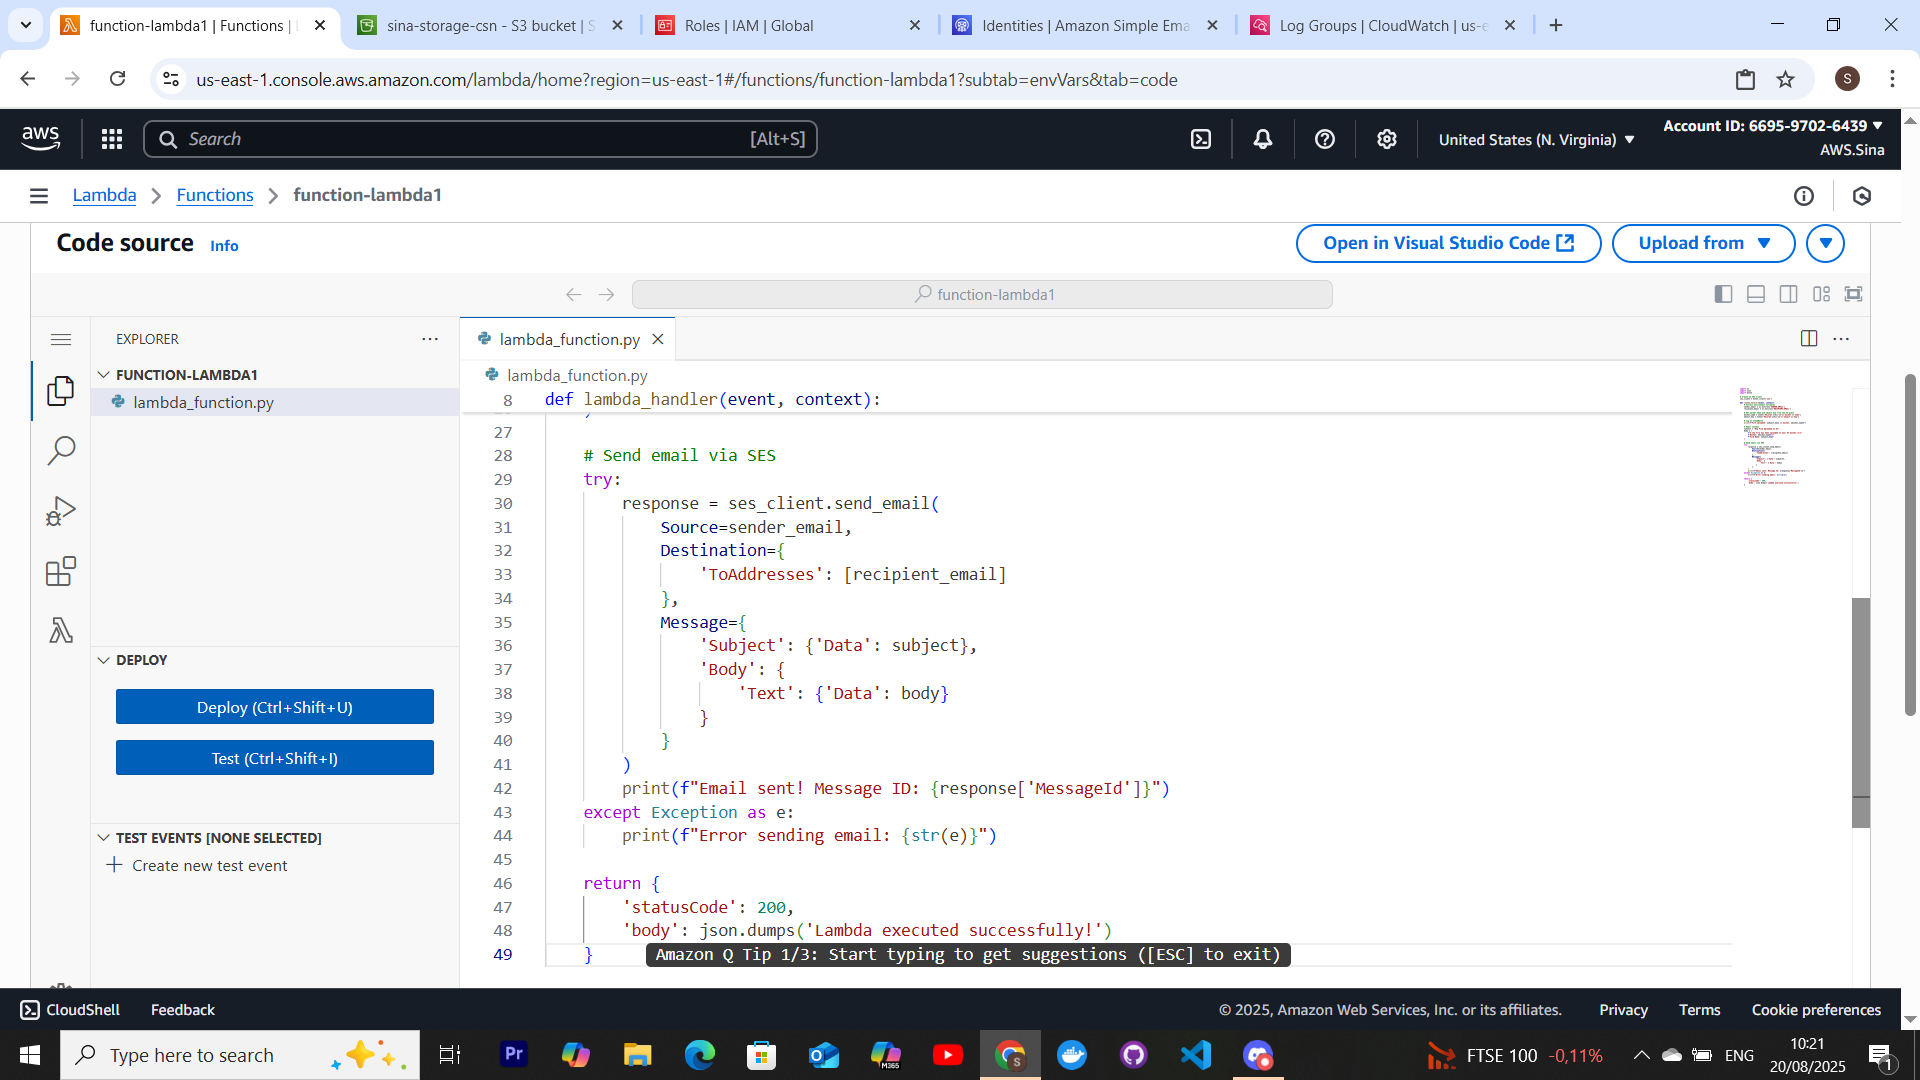 function-lambda1 | Functions | L
sina-storage-csn - S3 bucket | S
Roles | IAM | Global
Identities | Amazon Simple Ema
Log Groups | CloudWatch | us-e
us-east-1.console.aws.amazon.com/lambda/home?region=us-east-1#/functions/function-lambda1?subtab=envVars&tab=code
S
aws
Search
[Alt+S]
United States (N. Virginia)
Account ID: 6695-9702-6439
AWS.Sina
Lambda
Functions
function-lambda1
Code source
Info
Open in Visual Studio Code
Upload from
function-lambda1
EXPLORER
FUNCTION-LAMBDA1
lambda_function.py
DEPLOY
Deploy (Ctrl+Shift+U)
Test (Ctrl+Shift+I)
TEST EVENTS [NONE SELECTED]
Create new test event
lambda_function.py
lambda_function.py
8 def lambda_handler(event, context):
27
28 # Send email via SES
29 try:
30 response = ses_client.send_email(
31 Source=sender_email,
32 Destination={
33 'ToAddresses': [recipient_email]
34 },
35 Message={
36 'Subject': {'Data': subject},
37 'Body': {
38 'Text': {'Data': body}
39 }
40 }
41 )
42 print(f"Email sent! Message ID: {response['MessageId']}")
43 except Exception as e:
44 print(f"Error sending email: {str(e)}")
45
46 return {
47 'statusCode': 200,
48 'body': json.dumps('Lambda executed successfully!')
49 }
Amazon Q Tip 1/3: Start typing to get suggestions ([ESC] to exit)
CloudShell
Feedback
© 2025, Amazon Web Services, Inc. or its affiliates.
Privacy
Terms
Cookie preferences
Type here to search
Pr
M365
S
FTSE 100 -0,11%
ENG
10:21
20/08/2025
1